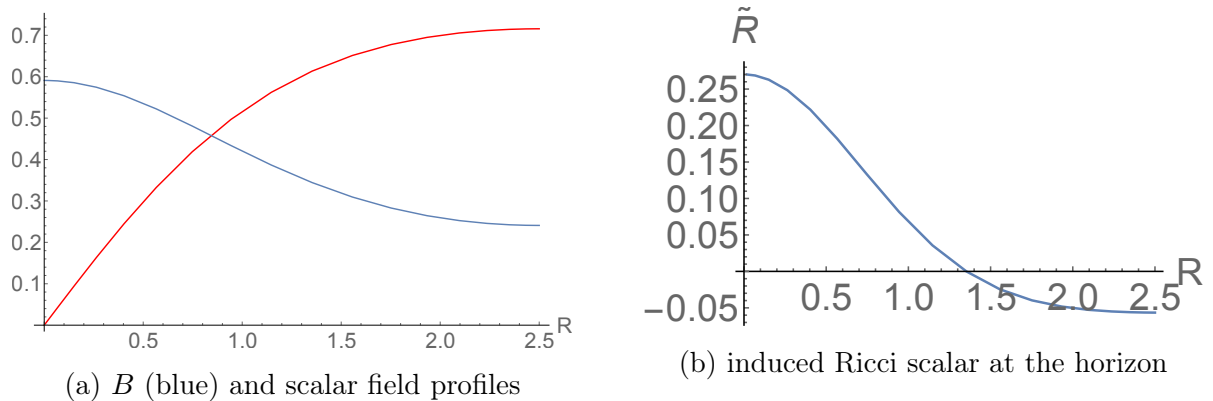 0.7
0.6
0.5
0.4
0.3
0.2
0.1
0.5 1.0 1.5 2.0 2.5
R
(a) B (blue) and scalar field profiles
R̃
0.25
0.20
0.15
0.10
0.05
-0.05
0.5 1.0 1.5 2.0 2.5
R
(b) induced Ricci scalar at the horizon